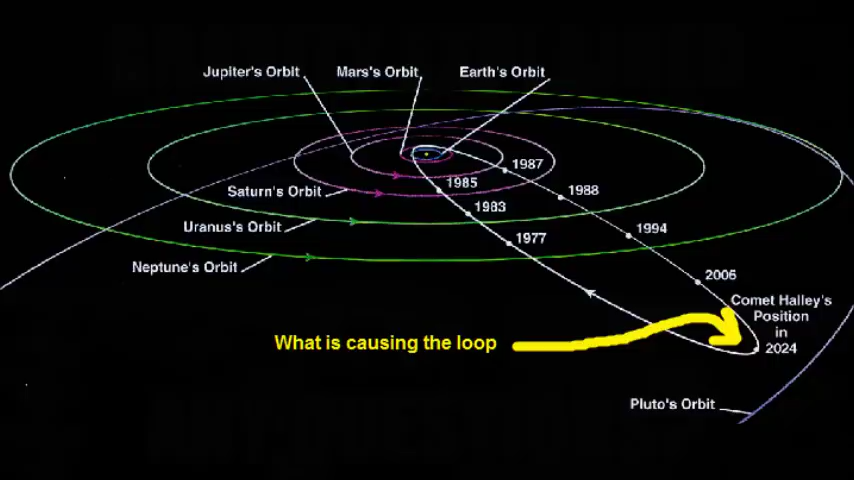 Jupiter's Orbit
Mars's Orbit
Earth's Orbit
1987
1985
1988
Saturn's Orbit
1983
Uranus's Orbit
1994
1977
Neptune's Orbit
2005
Comet Halley's
Position
in
2024
What is causing the loop
Pluto's Orbit